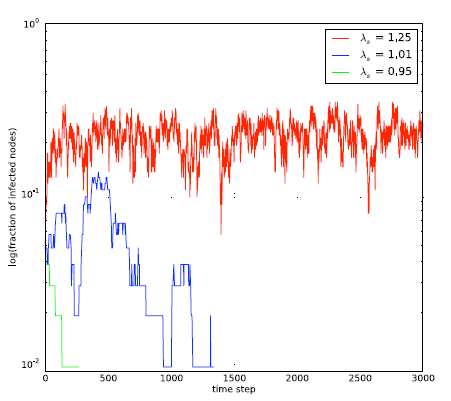 10⁰
λₛ = 1,25
λₛ = 1,01
λₛ = 0,95
log(fraction of infected nodes)
10⁻¹
10⁻²
0 500 1000 1500 2000 2500 3000
time step